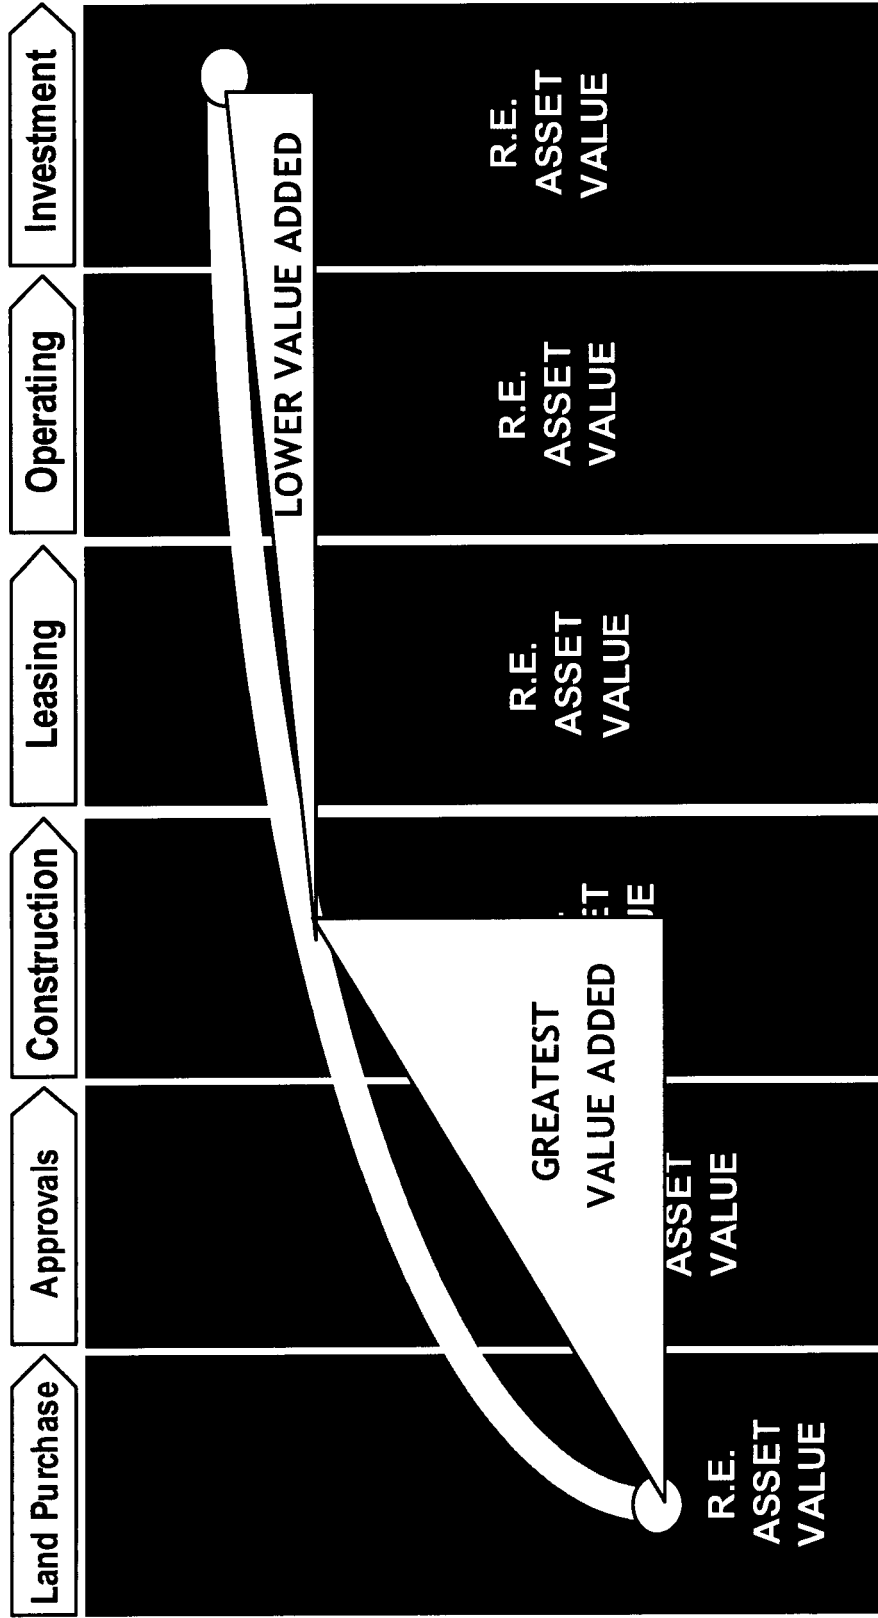 Land Purchase
Approvals
Construction
Leasing
Operating
Investment
LOWER VALUE ADDED
GREATEST
VALUE ADDED
R.E.
ASSET
VALUE
ASSET
VALUE
R.E.
ASSET
VALUE
R.E.
ASSET
VALUE
R.E.
ASSET
VALUE